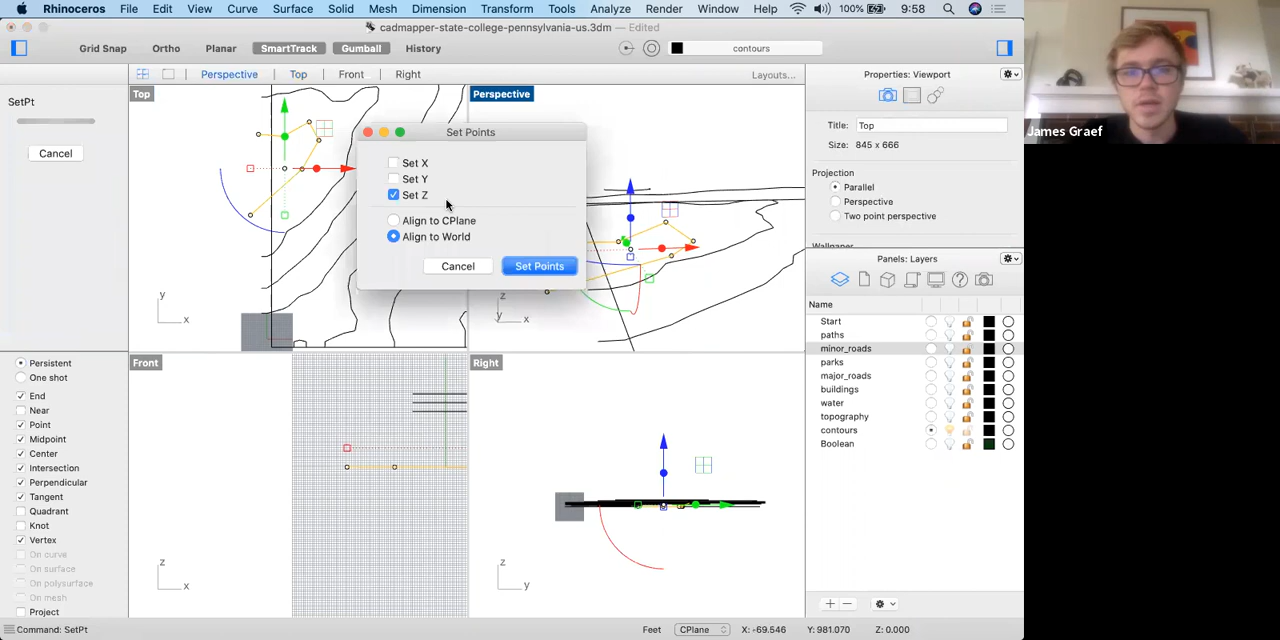 Rhinoceros File Edit View Curve Surface Solid Mesh Dimension Transform Tools Analyze Render Window Help 100% 9:58
cadmapper-state-college-pennsylvania-us.3dm — Edited
Grid Snap Ortho Planar SmartTrack Gumball History contours
Perspective Top Front Right Layouts...
SetPt
Cancel
Top
Perspective
Set Points
Set X
Set Y
Set Z
Align to CPlane
Align to World
Cancel Set Points
y
x
z
y
x
Front
Right
z
x
z
y
Persistent
One shot
End
Near
Point
Midpoint
Center
Intersection
Perpendicular
Tangent
Quadrant
Knot
Vertex
On curve
On surface
On polysurface
On mesh
Project
Properties: Viewport
Title: Top
Size: 845 x 666
Projection
Parallel
Perspective
Two point perspective
Wallpaper
Panels: Layers
Name
Start
paths
minor_roads
parks
major_roads
buildings
water
topography
contours
Boolean
Command: SetPt Feet CPlane X: -69.546 Y: 981.070 Z: 0.000
James Graef